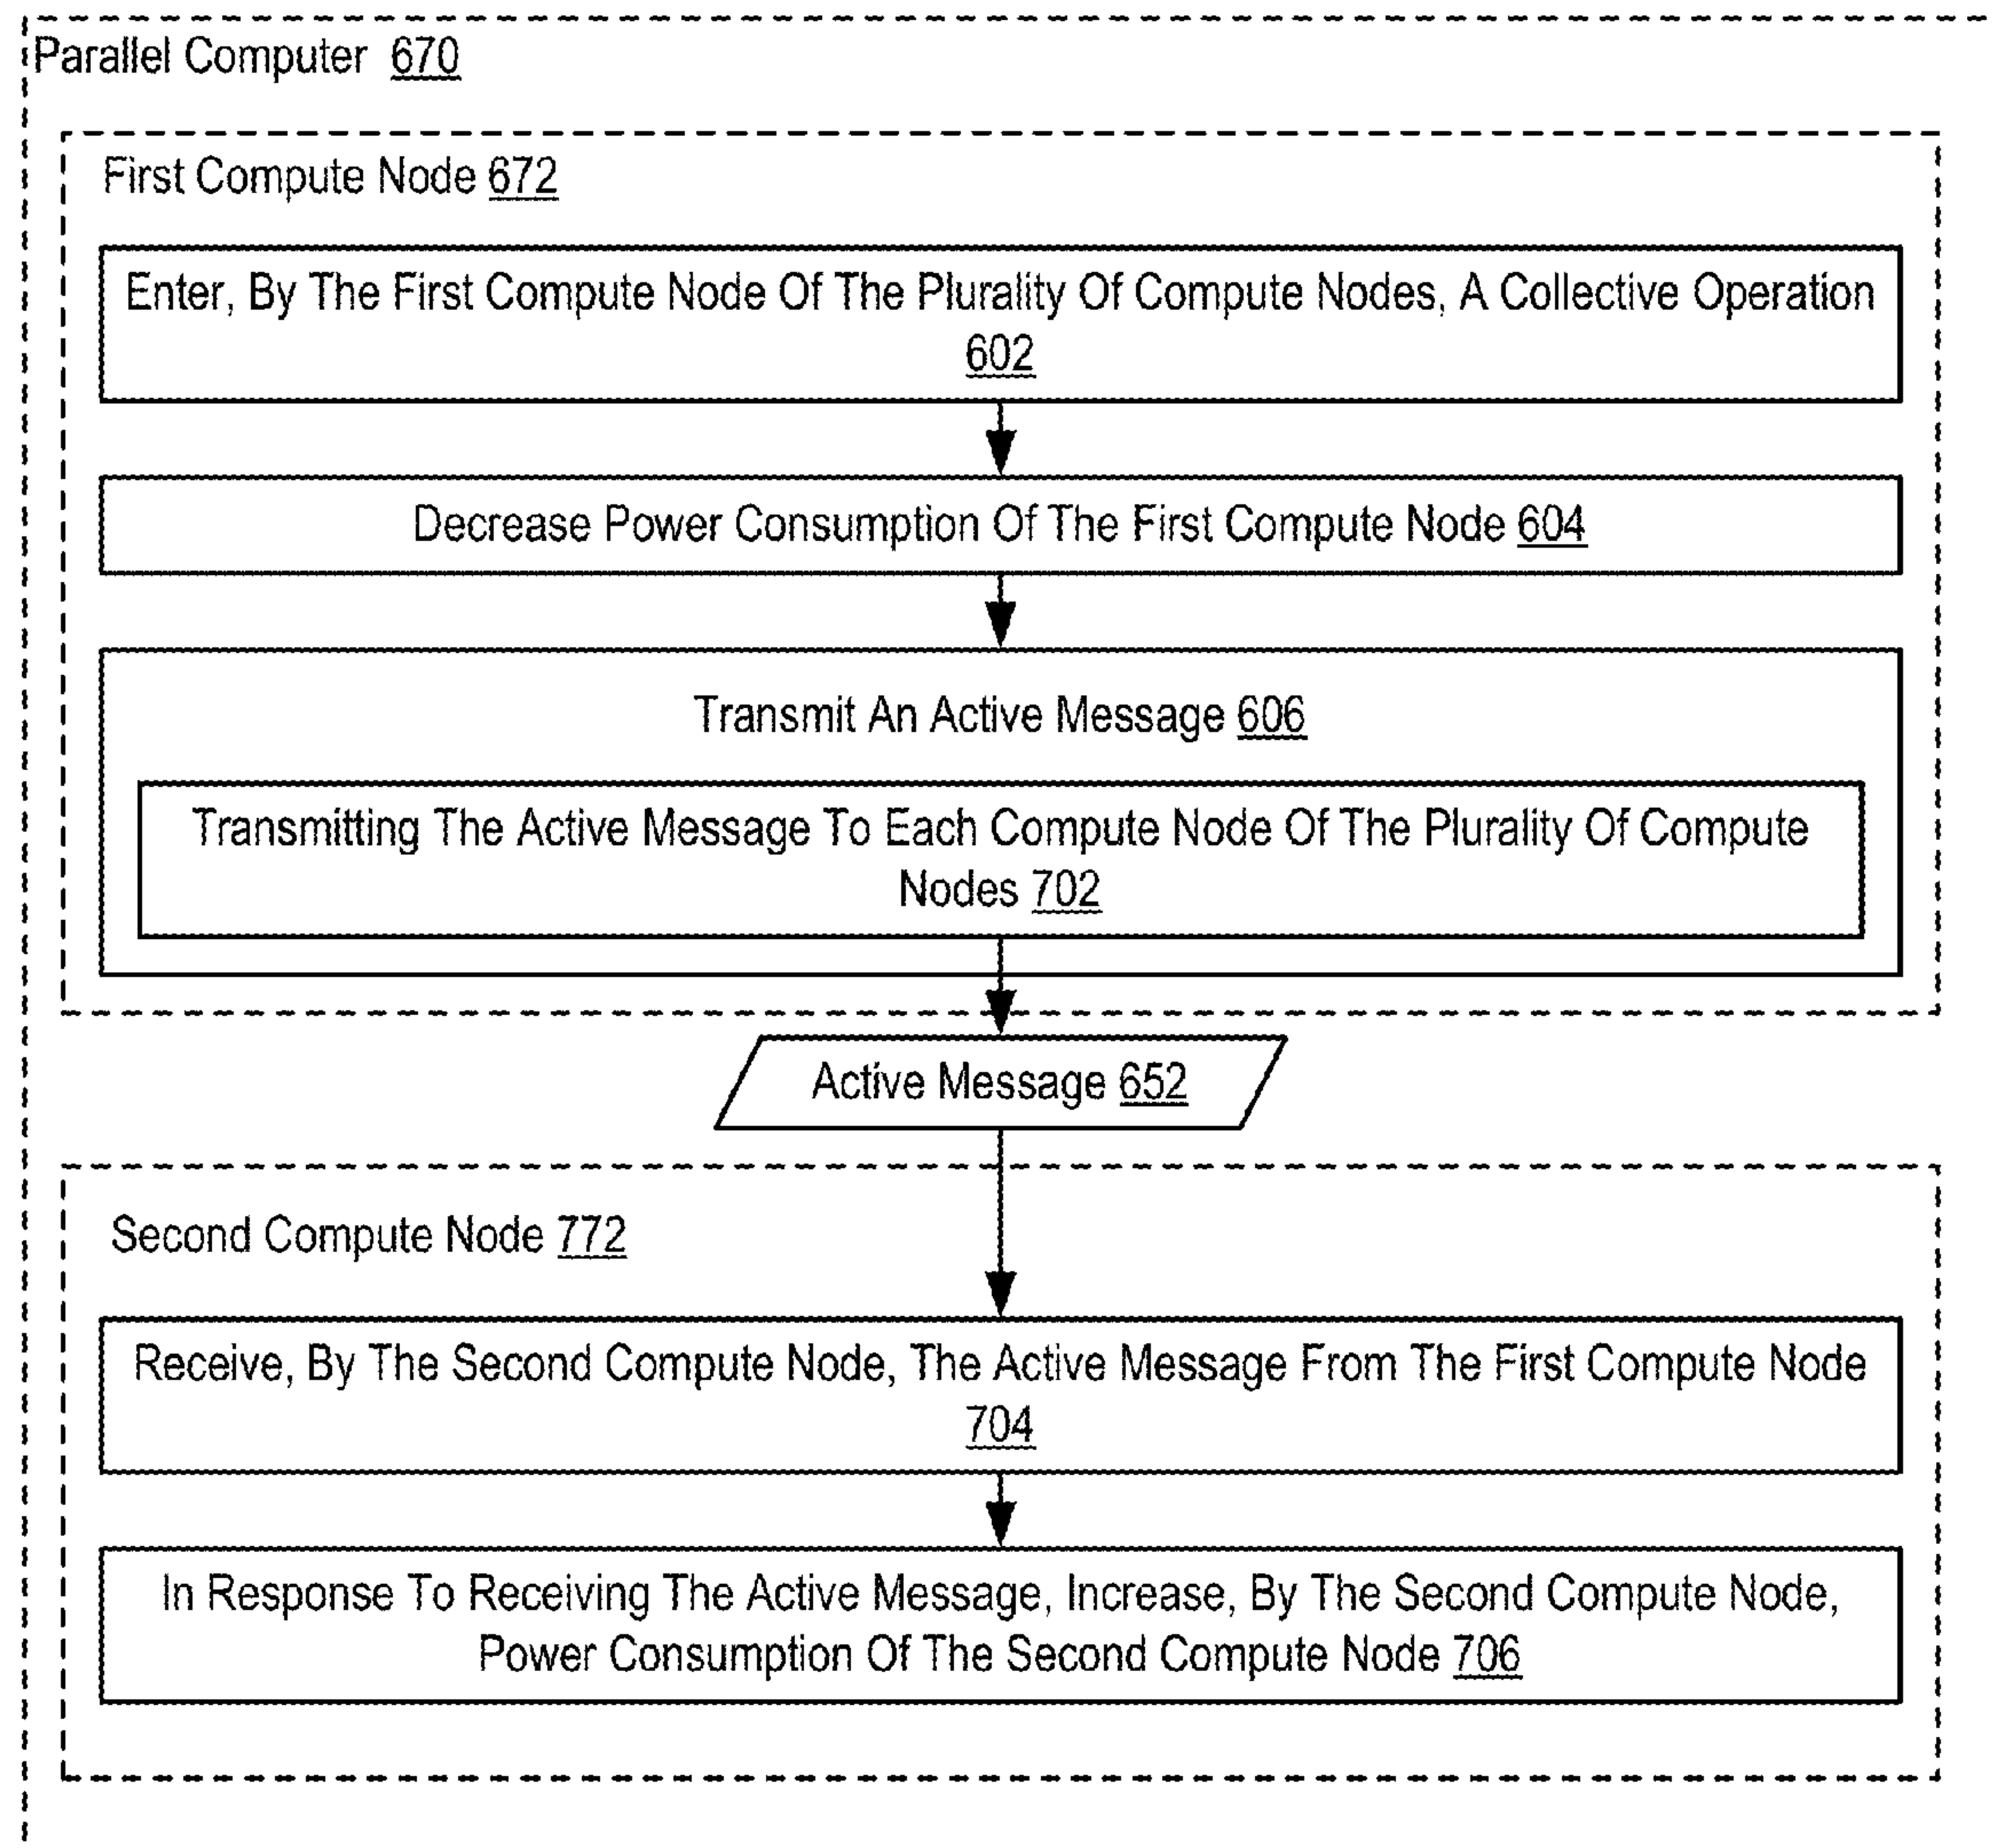 Parallel Computer 670
First Compute Node 672
Enter, By The First Compute Node Of The Plurality Of Compute Nodes, A Collective Operation
602
Decrease Power Consumption Of The First Compute Node 604
Transmit An Active Message 606
Transmitting The Active Message To Each Compute Node Of The Plurality Of Compute
Nodes 702
Active Message 652
Second Compute Node 772
Receive, By The Second Compute Node, The Active Message From The First Compute Node
704
In Response To Receiving The Active Message, Increase, By The Second Compute Node,
Power Consumption Of The Second Compute Node 706